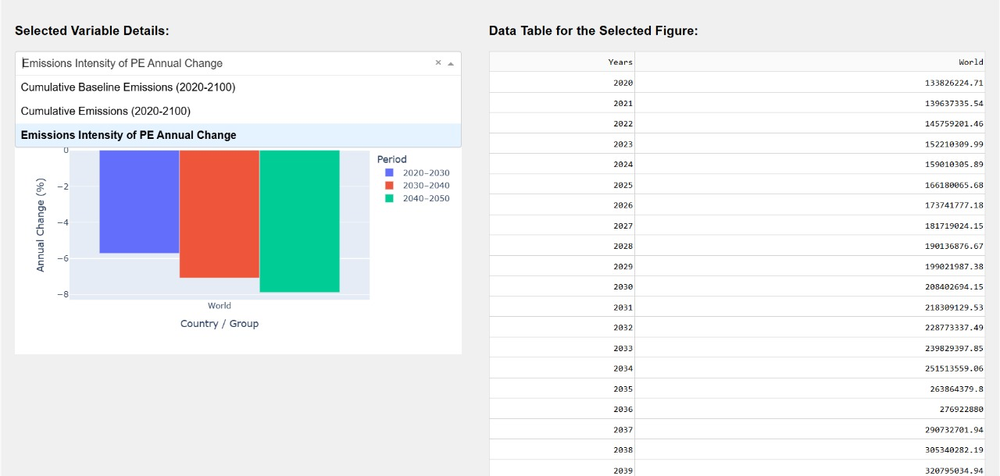 Selected Variable Details:
Emissions Intensity of PE Annual Change × 
Cumulative Baseline Emissions (2020-2100)
Cumulative Emissions (2020-2100)
Emissions Intensity of PE Annual Change
0
−2
−4
−6
−8
Annual Change (%)
World
Country / Group
Period
2020–2030
2030–2040
2040–2050
Data Table for the Selected Figure:
Years World
2020 133826224.71
2021 139637335.54
2022 145759201.46
2023 152210309.99
2024 159010305.89
2025 166180065.68
2026 173741777.18
2027 181719024.15
2028 190136876.67
2029 199021987.38
2030 208402694.15
2031 218309129.53
2032 228773337.49
2033 239829397.85
2034 251513559.06
2035 263864379.8
2036 276922880
2037 290732701.94
2038 305340282.19
2039 320795034.94